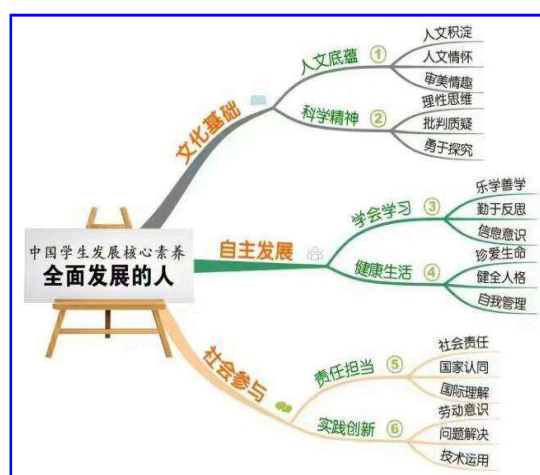 中国学生发展核心素养
全面发展的人
文化基础
人文底蕴 ①
人文积淀
人文情怀
审美情趣
科学精神 ②
理性思维
批判质疑
勇于探究
自主发展
学会学习 ③
乐学善学
勤于反思
信息意识
健康生活 ④
珍爱生命
健全人格
自我管理
社会参与
责任担当 ⑤
社会责任
国家认同
国际理解
实践创新 ⑥
劳动意识
问题解决
技术运用